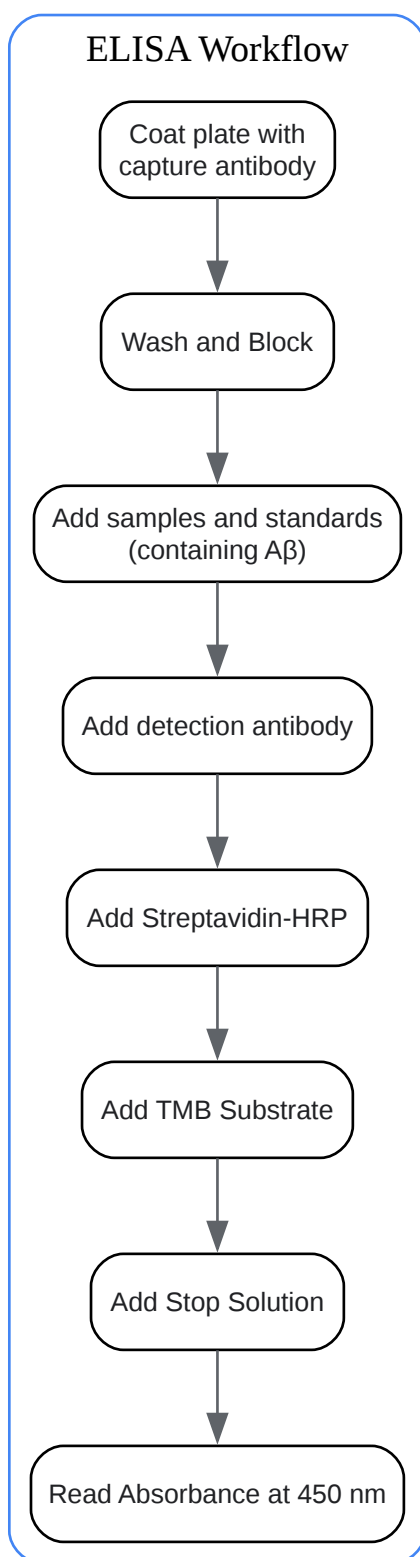 ELISA Workflow
Coat plate with
capture antibody
Wash and Block
Add samples and standards
(containing Aβ)
Add detection antibody
Add Streptavidin-HRP
Add TMB Substrate
Add Stop Solution
Read Absorbance at 450 nm